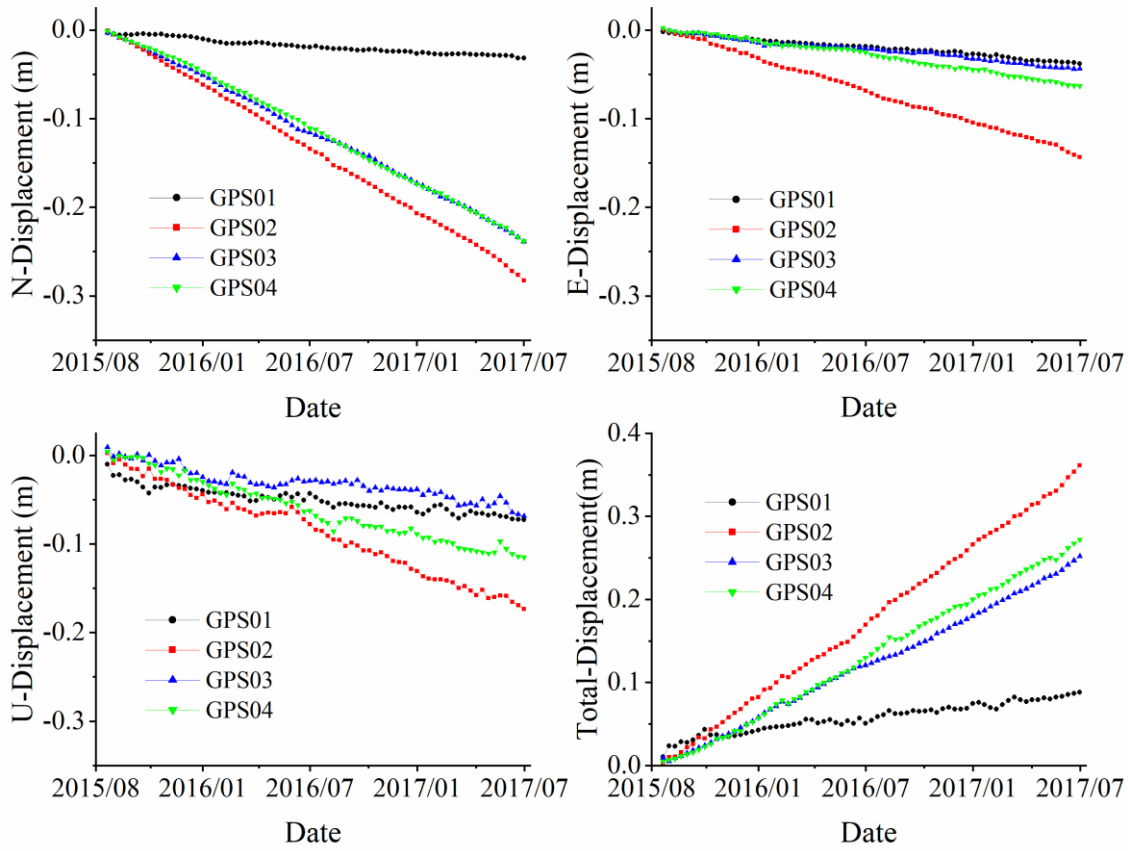 N-Displacement (m)
0.0
-0.1
-0.2
-0.3
GPS01
GPS02
GPS03
GPS04
2015/08 2016/01 2016/07 2017/01 2017/07
Date
E-Displacement (m)
0.0
-0.1
-0.2
-0.3
GPS01
GPS02
GPS03
GPS04
2015/08 2016/01 2016/07 2017/01 2017/07
Date
U-Displacement (m)
0.0
-0.1
-0.2
-0.3
GPS01
GPS02
GPS03
GPS04
2015/08 2016/01 2016/07 2017/01 2017/07
Date
Total-Displacement(m)
0.4
0.3
0.2
0.1
0.0
GPS01
GPS02
GPS03
GPS04
2015/08 2016/01 2016/07 2017/01 2017/07
Date